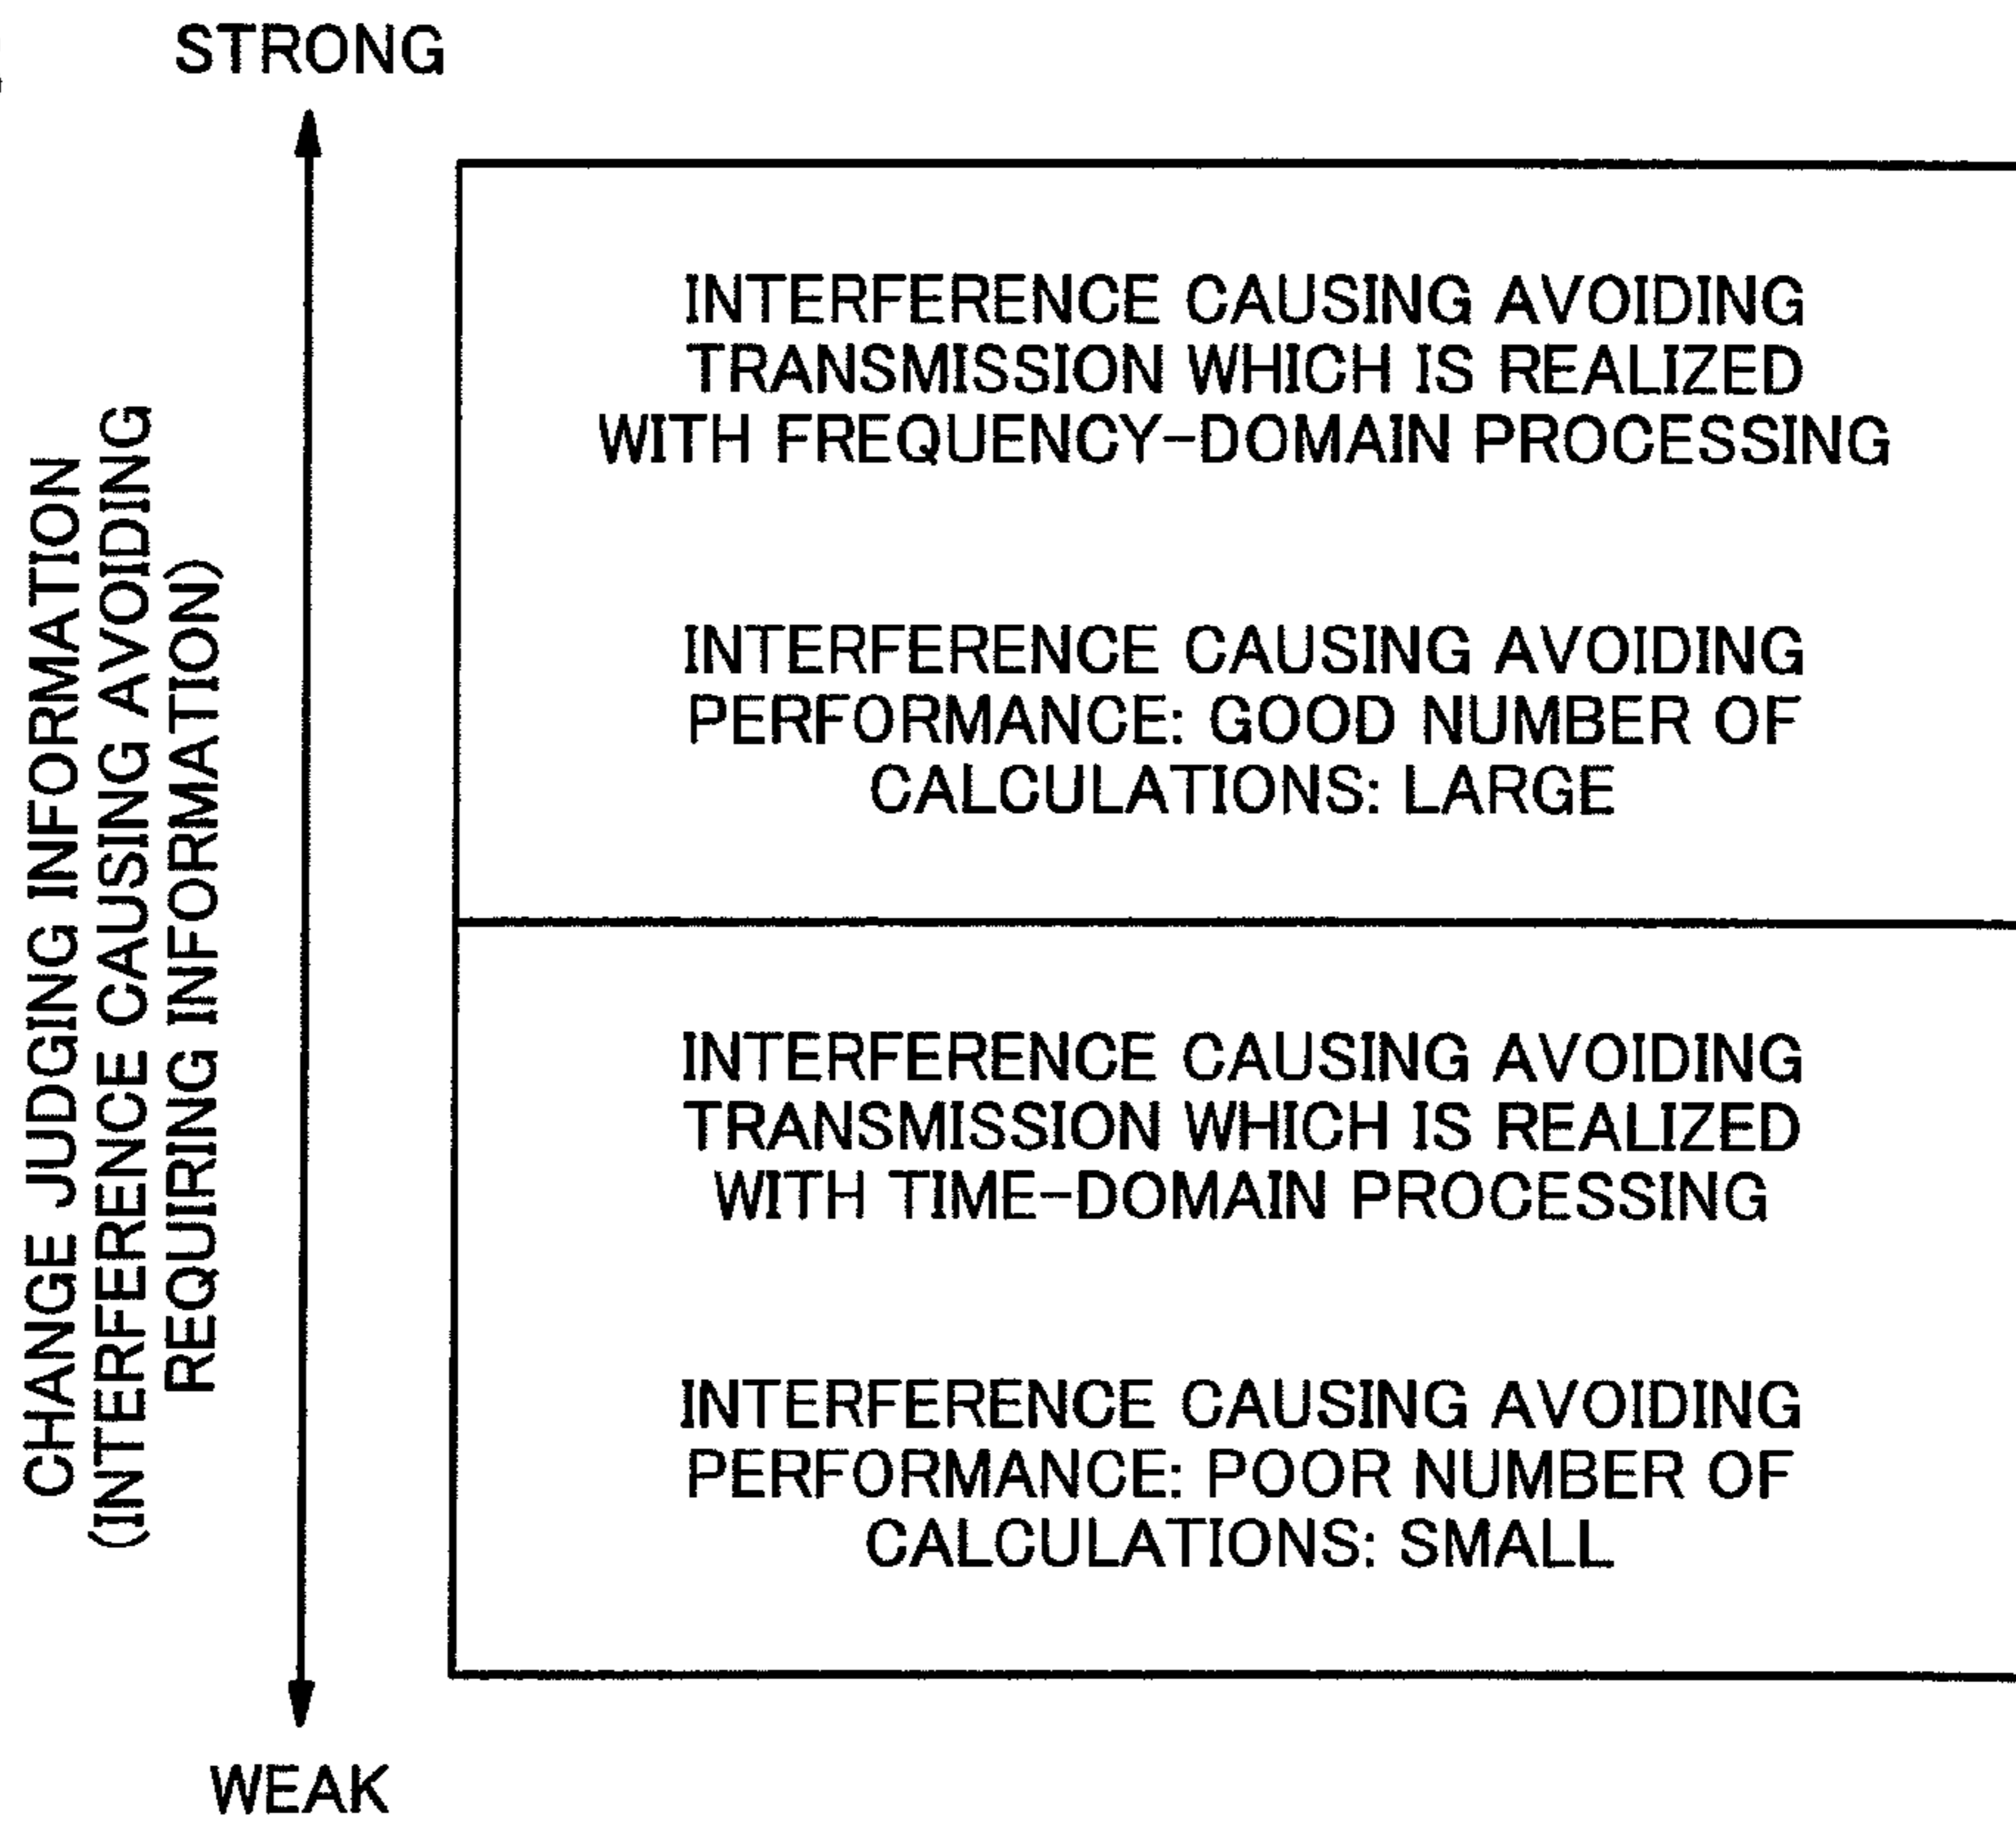 STRONG
CHANGE JUDGING INFORMATION
(INTERFERENCE CAUSING AVOIDING
REQUIRING INFORMATION)
INTERFERENCE CAUSING AVOIDING
TRANSMISSION WHICH IS REALIZED
WITH FREQUENCY-DOMAIN PROCESSING
INTERFERENCE CAUSING AVOIDING
PERFORMANCE: GOOD NUMBER OF
CALCULATIONS: LARGE
INTERFERENCE CAUSING AVOIDING
TRANSMISSION WHICH IS REALIZED
WITH TIME-DOMAIN PROCESSING
INTERFERENCE CAUSING AVOIDING
PERFORMANCE: POOR NUMBER OF
CALCULATIONS: SMALL
WEAK